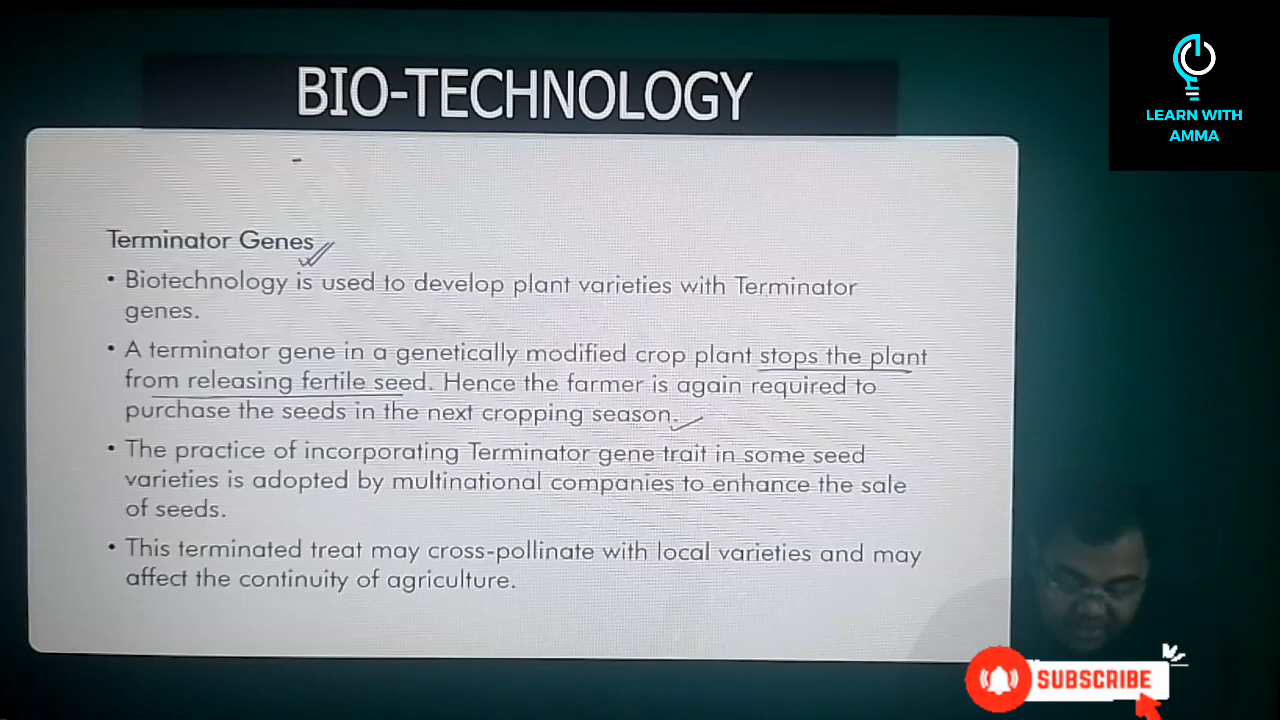 BIO-TECHNOLOGY
LEARN WITH
AMMA
Terminator Genes
• Biotechnology is used to develop plant varieties with Terminator
genes.
• A terminator gene in a genetically modified crop plant stops the plant
from releasing fertile seed. Hence the farmer is again required to
purchase the seeds in the next cropping season.
• The practice of incorporating Terminator gene trait in some seed
varieties is adopted by multinational companies to enhance the sale
of seeds.
• This terminated treat may cross-pollinate with local varieties and may
affect the continuity of agriculture.
SUBSCRIBE